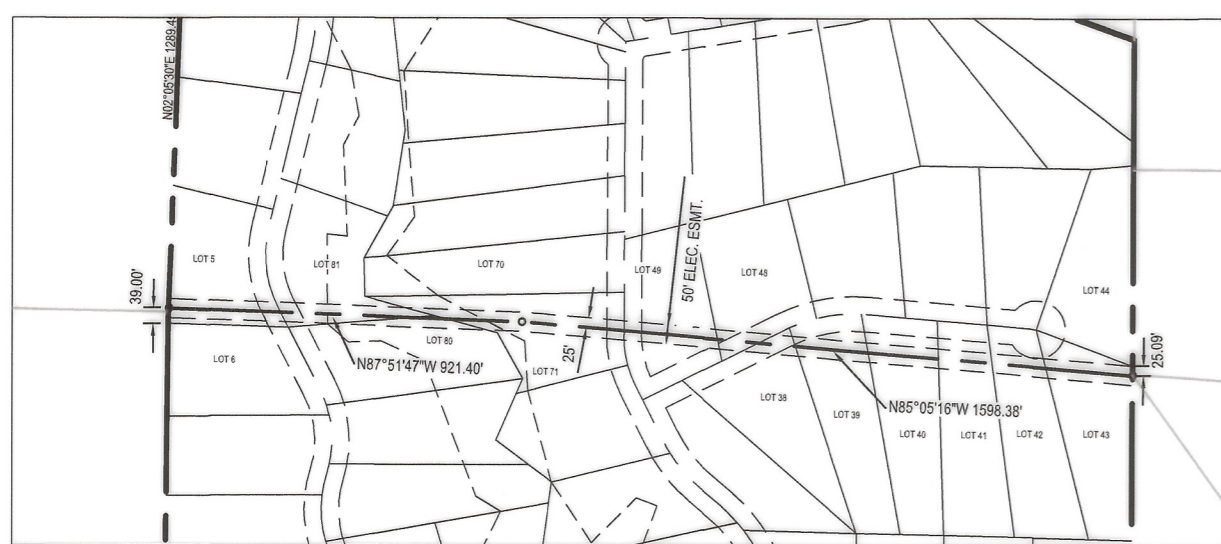 N02°05'30"E 1289.4
LOT 5
LOT 81
LOT 70
LOT 49
50' ELEC. ESMT.
LOT 48
LOT 44
39.00'
LOT 6
LOT 80
N87°51'47"W 921.40'
25'
LOT 71
25.09'
LOT 38
LOT 39
N85°05'16"W 1598.38'
LOT 40
LOT 41
LOT 42
LOT 43